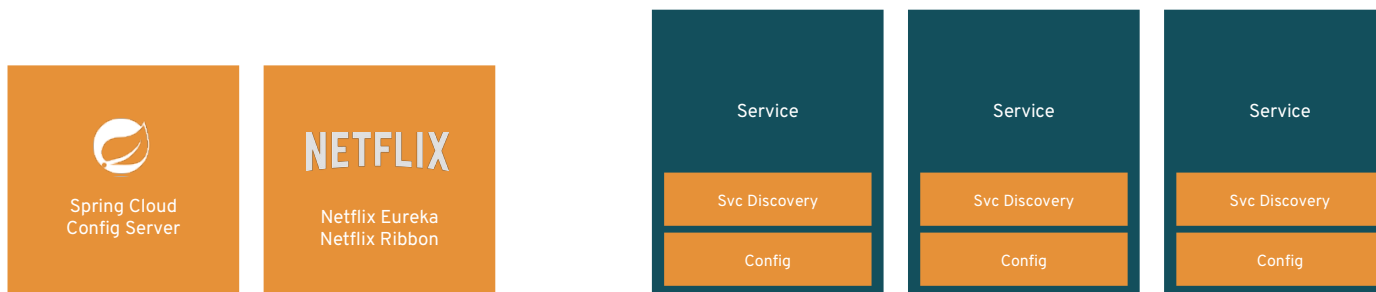 Spring Cloud
Config Server
NETFLIX
Netflix Eureka
Netflix Ribbon
Service
Svc Discovery
Config
Service
Svc Discovery
Config
Service
Svc Discovery
Config